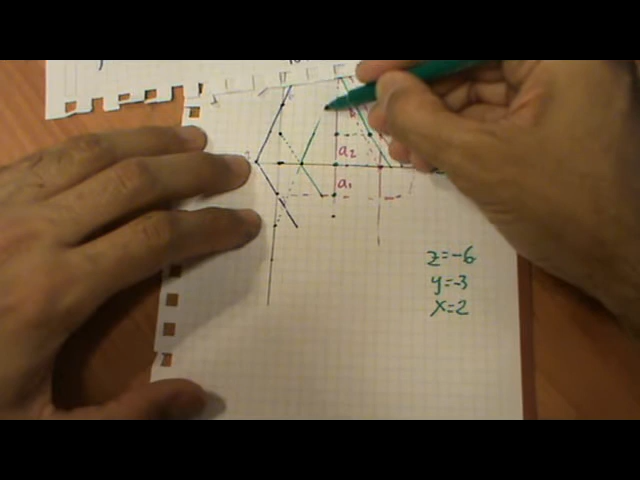 a₂
a₁
z=-6
y=-3
x=2